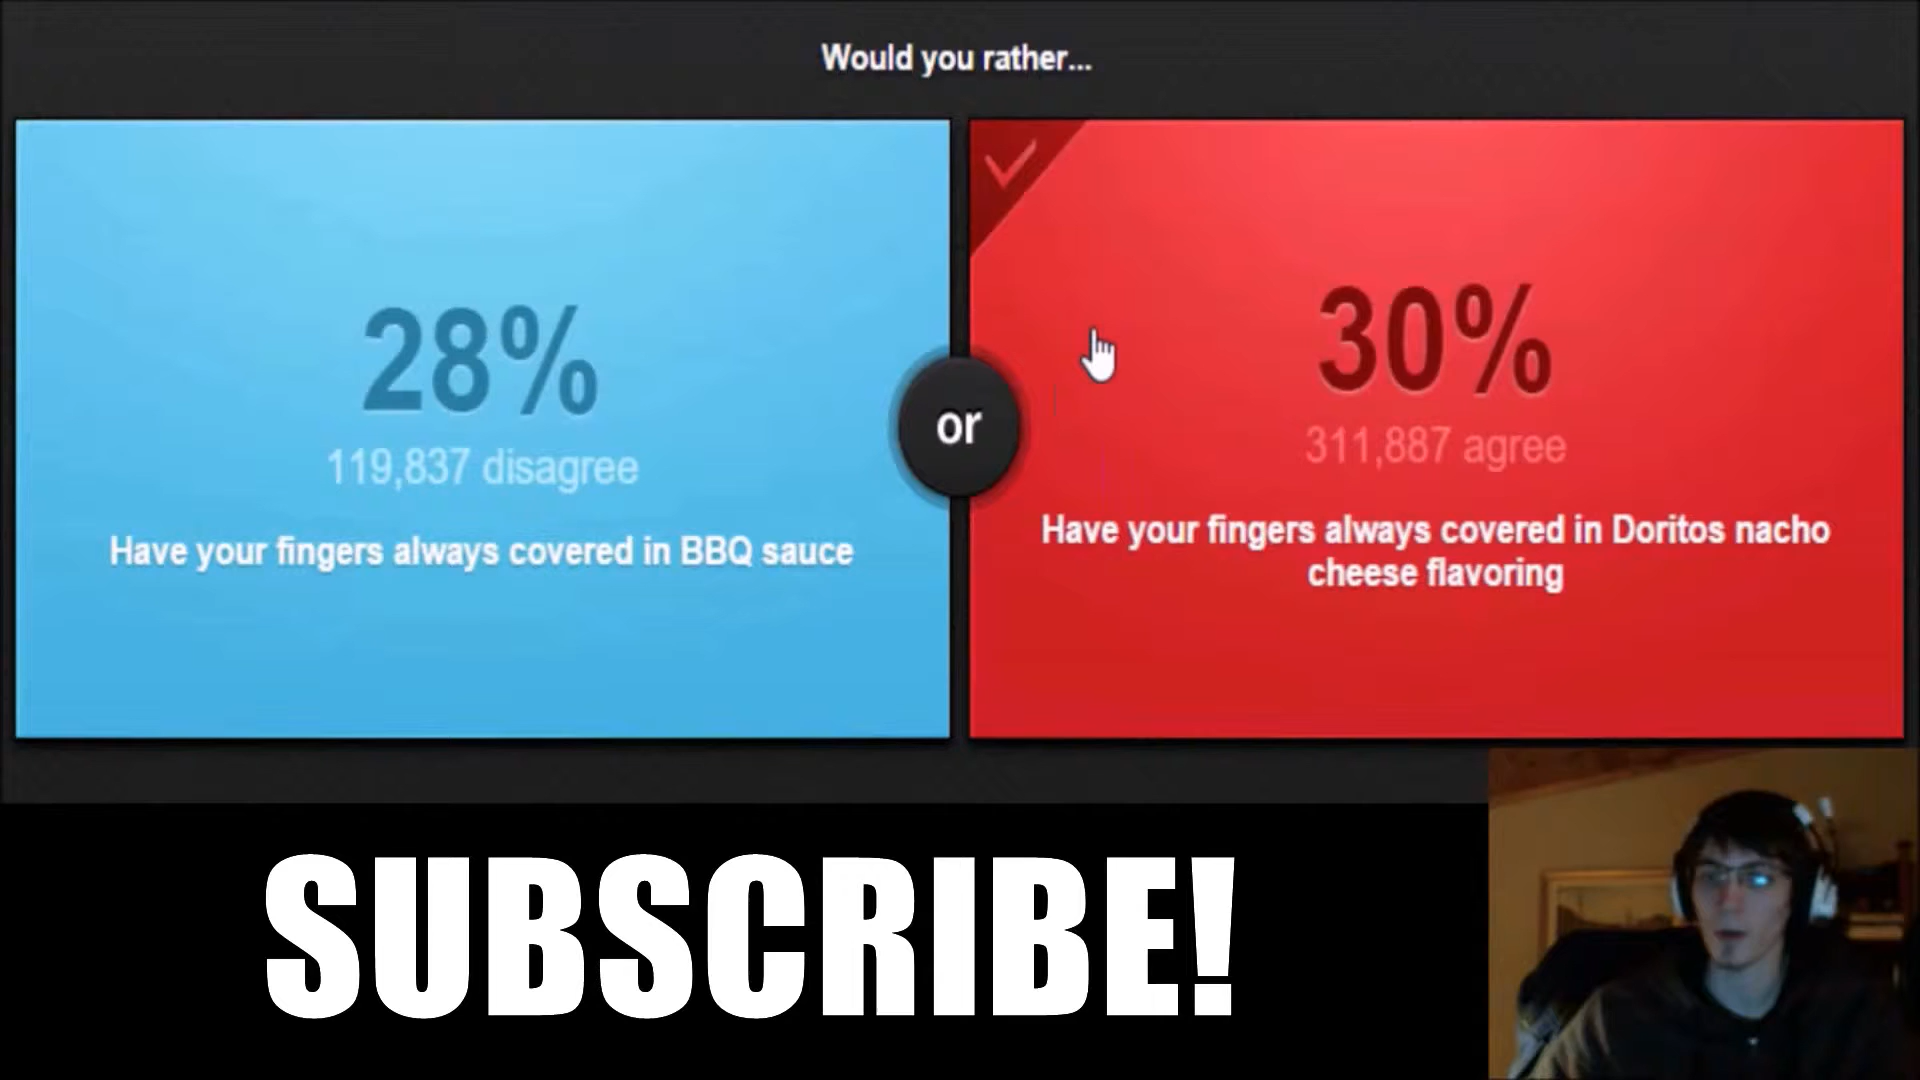 Would you rather...
28%
119,837 disagree
Have your fingers always covered in BBQ sauce
or
30%
311,887 agree
Have your fingers always covered in Doritos nacho
cheese flavoring
SUBSCRIBE!